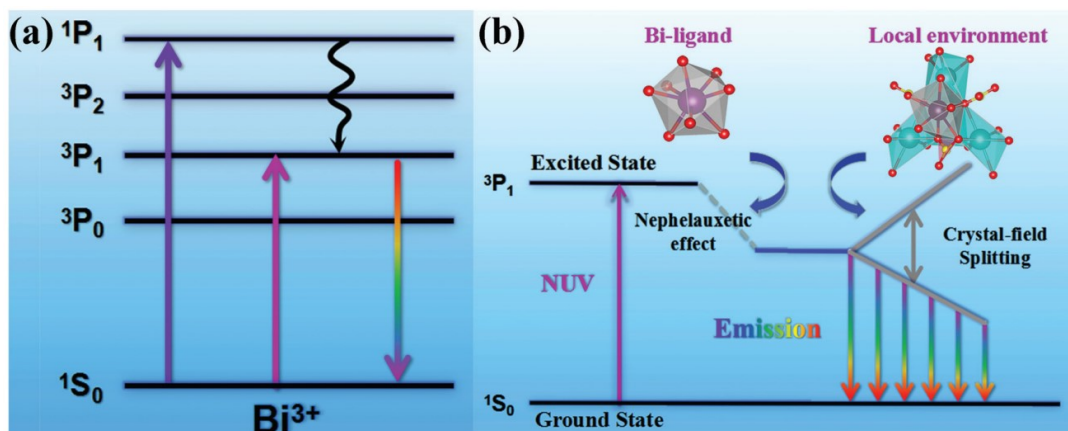 (a)
¹P₁
³P₂
³P₁
³P₀
¹S₀
Bi³⁺
(b)
Bi-ligand
Local environment
Excited State
³P₁
Nephelauxetic
effect
Crystal-field
Splitting
NUV
Emission
¹S₀
Ground State